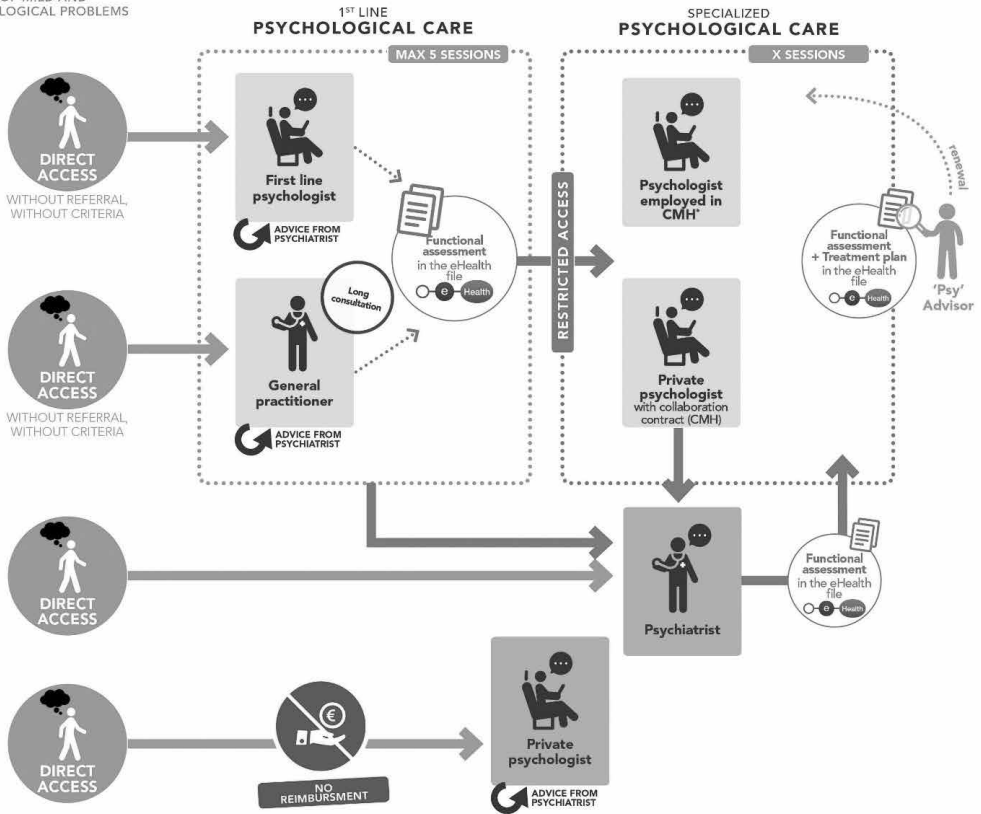 LOGICAL PROBLEMS
1ST LINE
PSYCHOLOGICAL CARE
MAX 5 SESSIONS
SPECIALIZED
PSYCHOLOGICAL CARE
X SESSIONS
DIRECT
ACCESS
WITHOUT REFERRAL,
WITHOUT CRITERIA
First line
psychologist
ADVICE FROM
PSYCHIATRIST
Functional
assessment
in the eHealth
file
e
Health
Long
consultation
DIRECT
ACCESS
WITHOUT REFERRAL,
WITHOUT CRITERIA
General
practitioner
ADVICE FROM
PSYCHIATRIST
RESTRICTED ACCESS
Psychologist
employed in
CMH*
Private
psychologist
with collaboration
contract (CMH)
renewal
Functional
assessment
+ Treatment plan
in the eHealth
file
e
Health
'Psy'
Advisor
DIRECT
ACCESS
Psychiatrist
Functional
assessment
in the eHealth
file
e
Health
DIRECT
ACCESS
€
NO
REIMBURSMENT
Private
psychologist
ADVICE FROM
PSYCHIATRIST